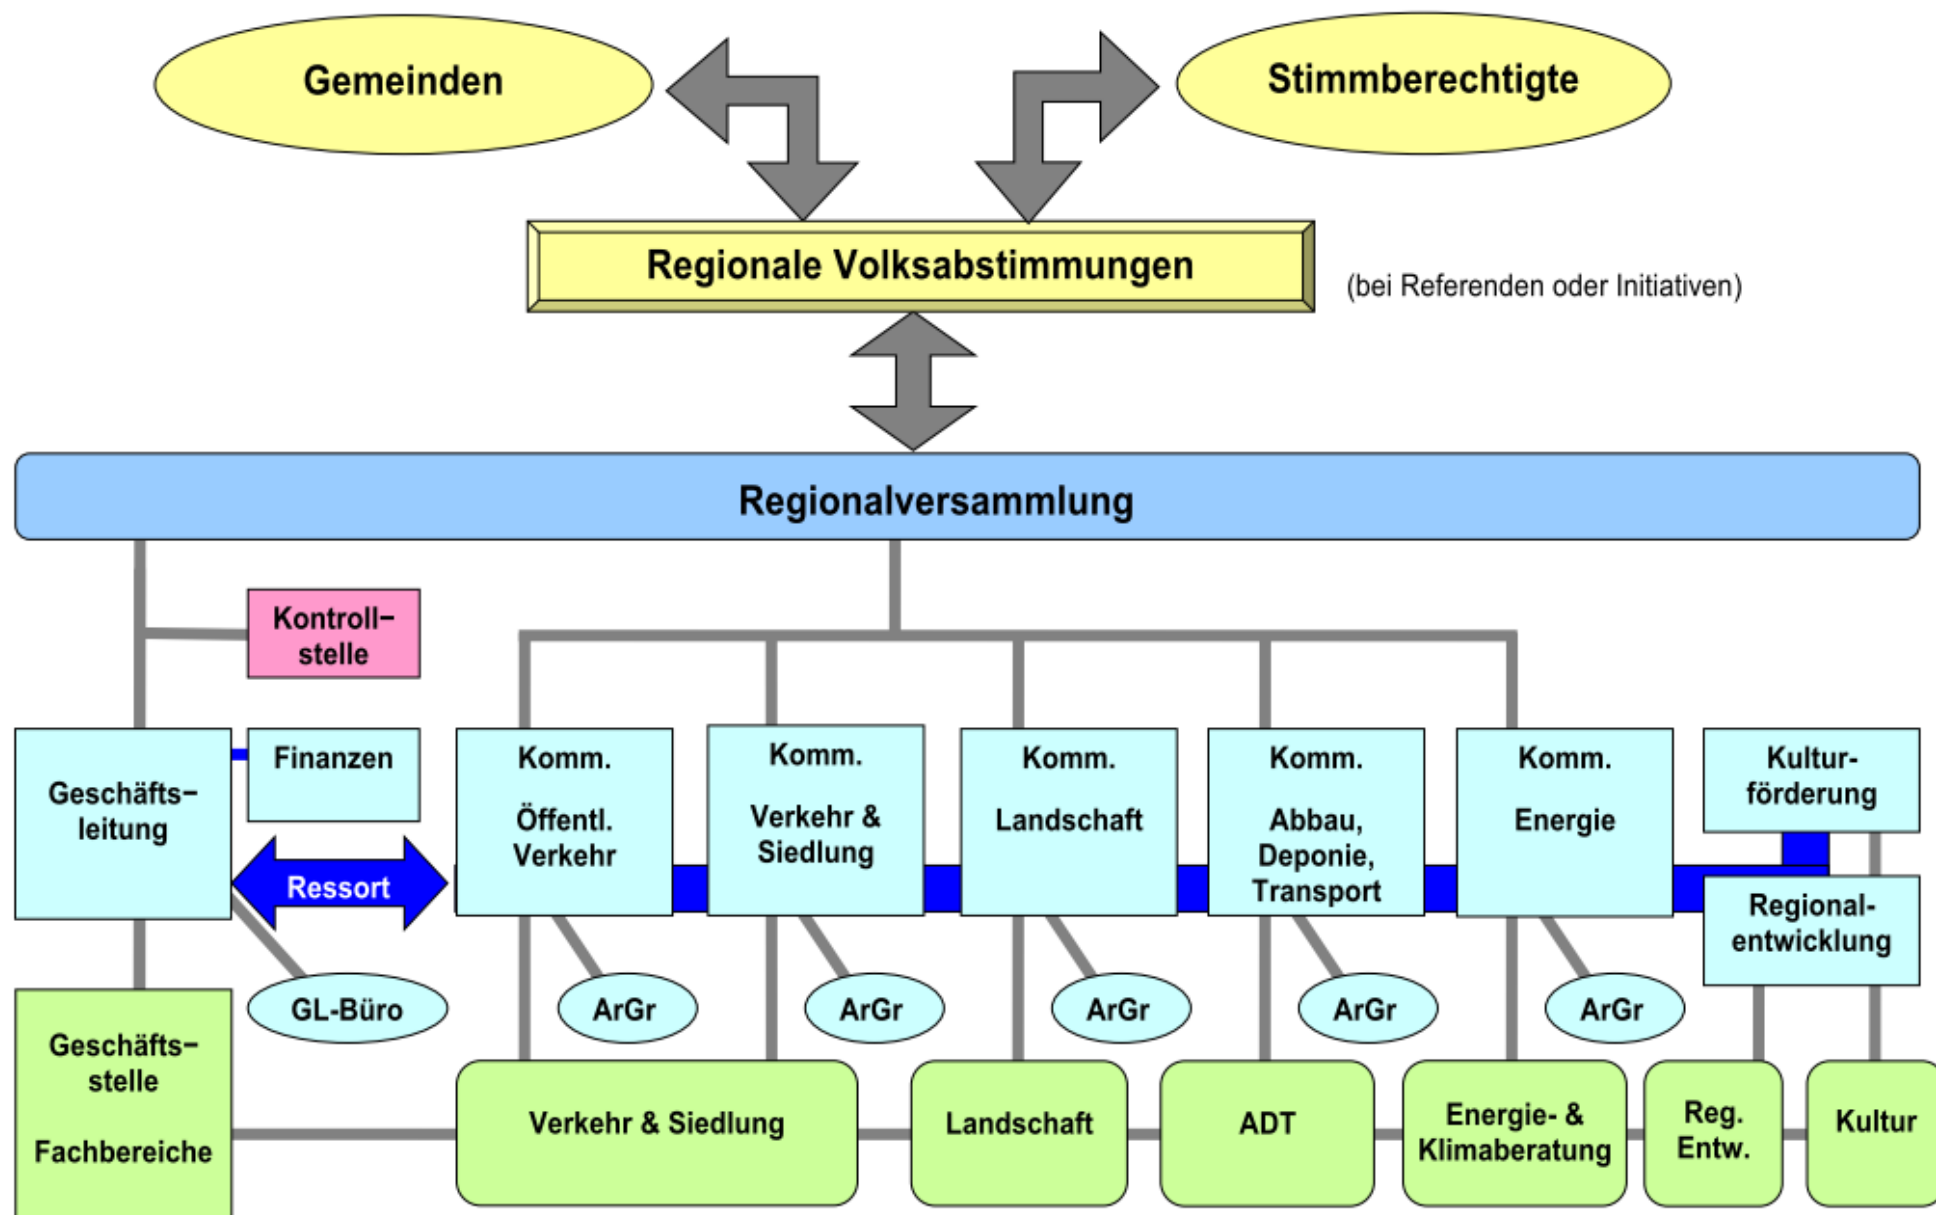 Gemeinden
Stimmberechtigte
Regionale Volksabstimmungen
(bei Referenden oder Initiativen)
Regionalversammlung
Kontroll–
stelle
Geschäfts–
leitung
Finanzen
Ressort
GL-Büro
Komm.
Öffentl.
Verkehr
Komm.
Verkehr &
Siedlung
Komm.
Landschaft
Komm.
Abbau,
Deponie,
Transport
Komm.
Energie
Kultur-
förderung
Regional-
entwicklung
ArGr
ArGr
ArGr
ArGr
ArGr
Geschäfts–
stelle
Fachbereiche
Verkehr & Siedlung
Landschaft
ADT
Energie- &
Klimaberatung
Reg.
Entw.
Kultur